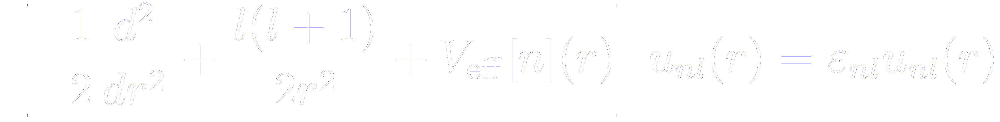 1/2 d²/dr² + l(l + 1)/2r² + V_eff[n](r) u_nl(r) = ε_nl u_nl(r)